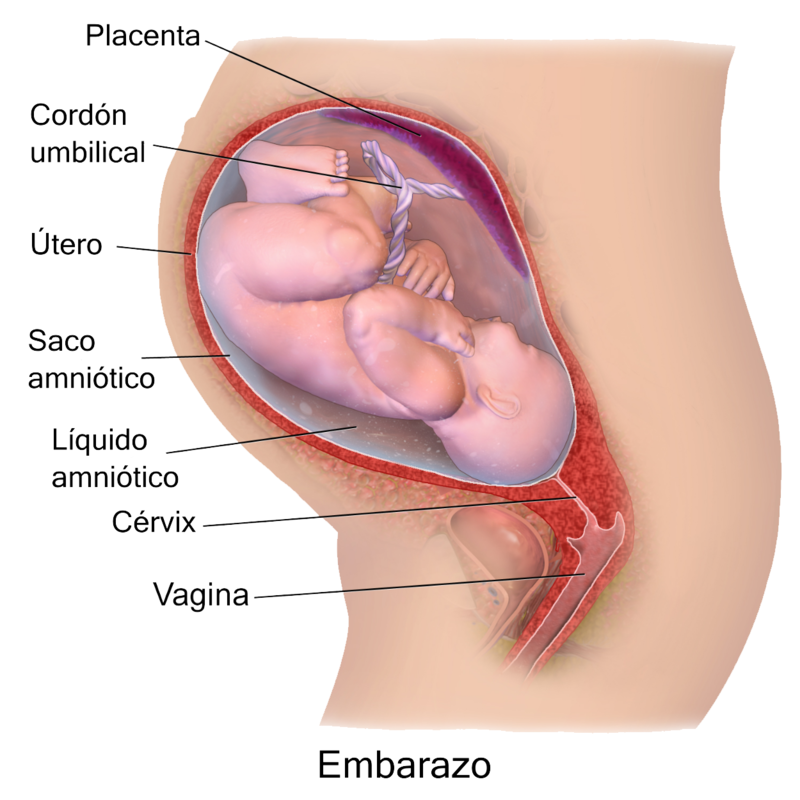 Placenta
Cordón
umbilical
Útero
Saco
amniótico
Líquido
amniótico
Cérvix
Vagina
Embarazo